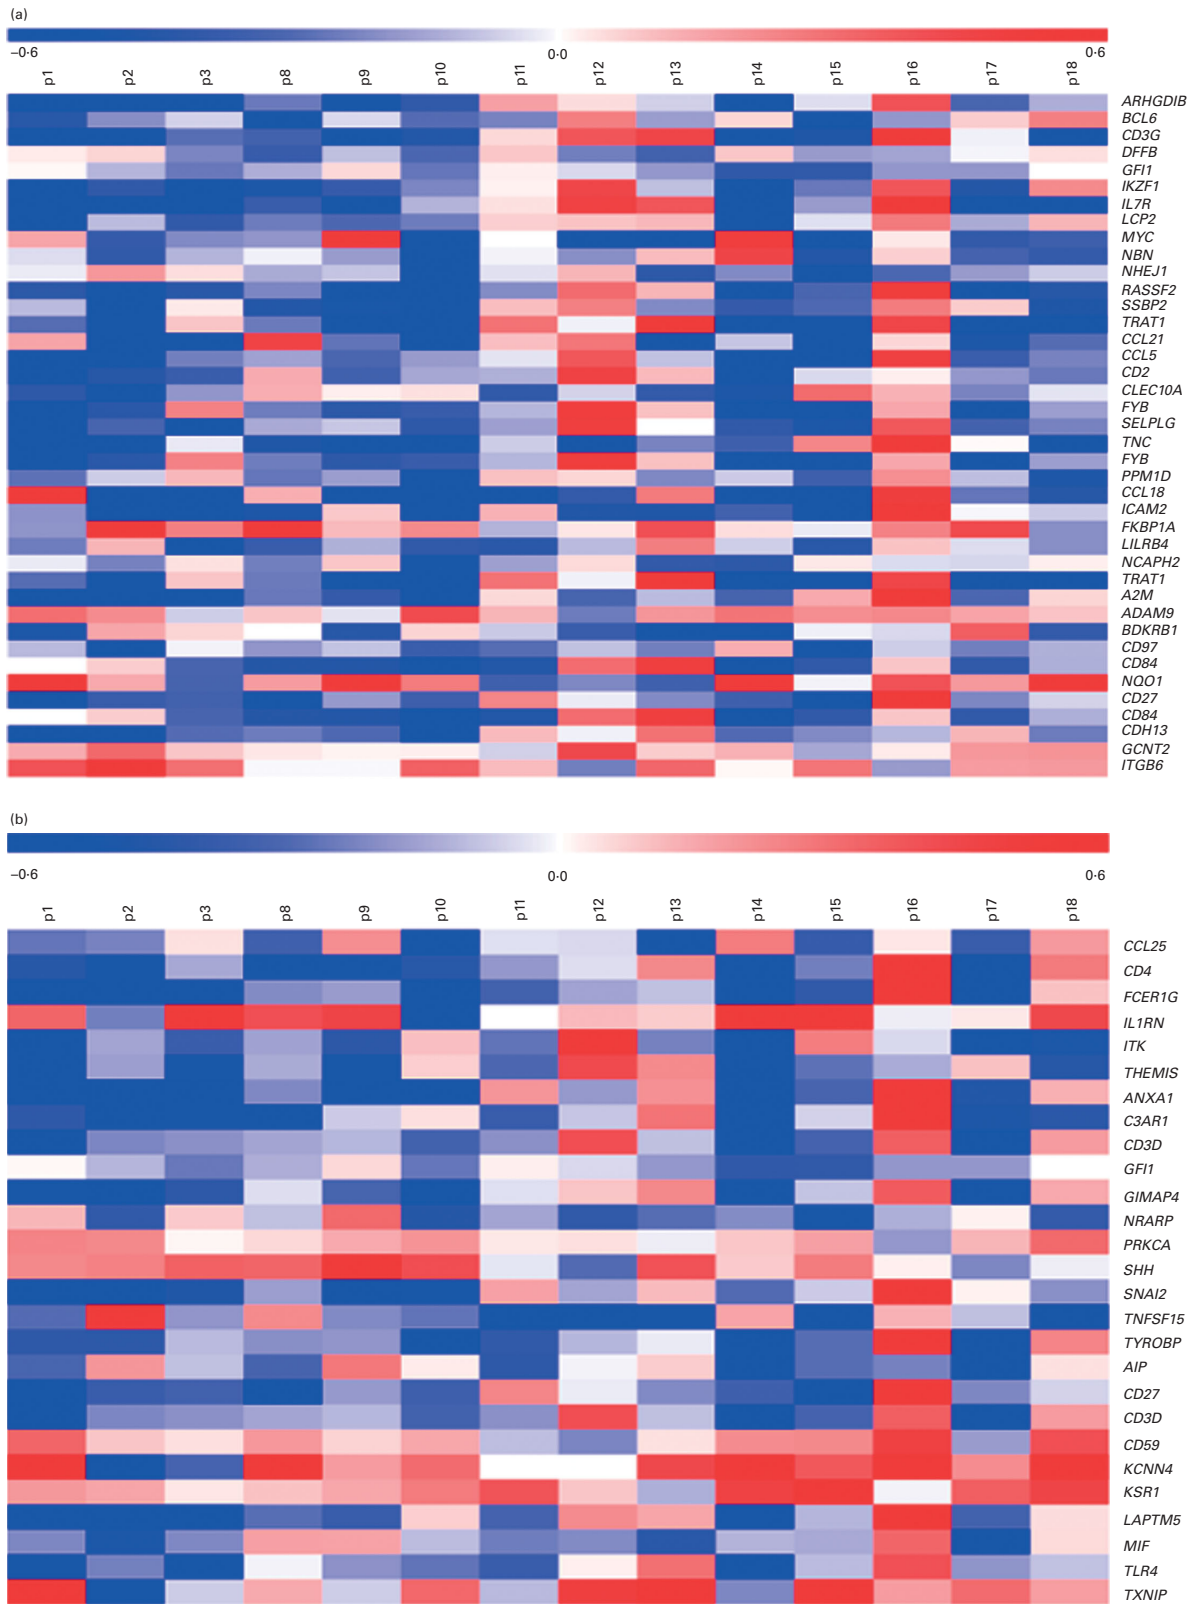 (a)
–0·6 0·0 0·6
p1 p2 p3 p8 p9 p10 p11 p12 p13 p14 p15 p16 p17 p18
ARHGDIB
BCL6
CD3G
DFFB
GFI1
IKZF1
IL7R
LCP2
MYC
NBN
NHEJ1
RASSF2
SSBP2
TRAT1
CCL21
CCL5
CD2
CLEC10A
FYB
SELPLG
TNC
FYB
PPM1D
CCL18
ICAM2
FKBP1A
LILRB4
NCAPH2
TRAT1
A2M
ADAM9
BDKRB1
CD97
CD84
NQO1
CD27
CD84
CDH13
GCNT2
ITGB6
(b)
–0·6 0·0 0·6
p1 p2 p3 p8 p9 p10 p11 p12 p13 p14 p15 p16 p17 p18
CCL25
CD4
FCER1G
IL1RN
ITK
THEMIS
ANXA1
C3AR1
CD3D
GFI1
GIMAP4
NRARP
PRKCA
SHH
SNAI2
TNFSF15
TYROBP
AIP
CD27
CD3D
CD59
KCNN4
KSR1
LAPTM5
MIF
TLR4
TXNIP